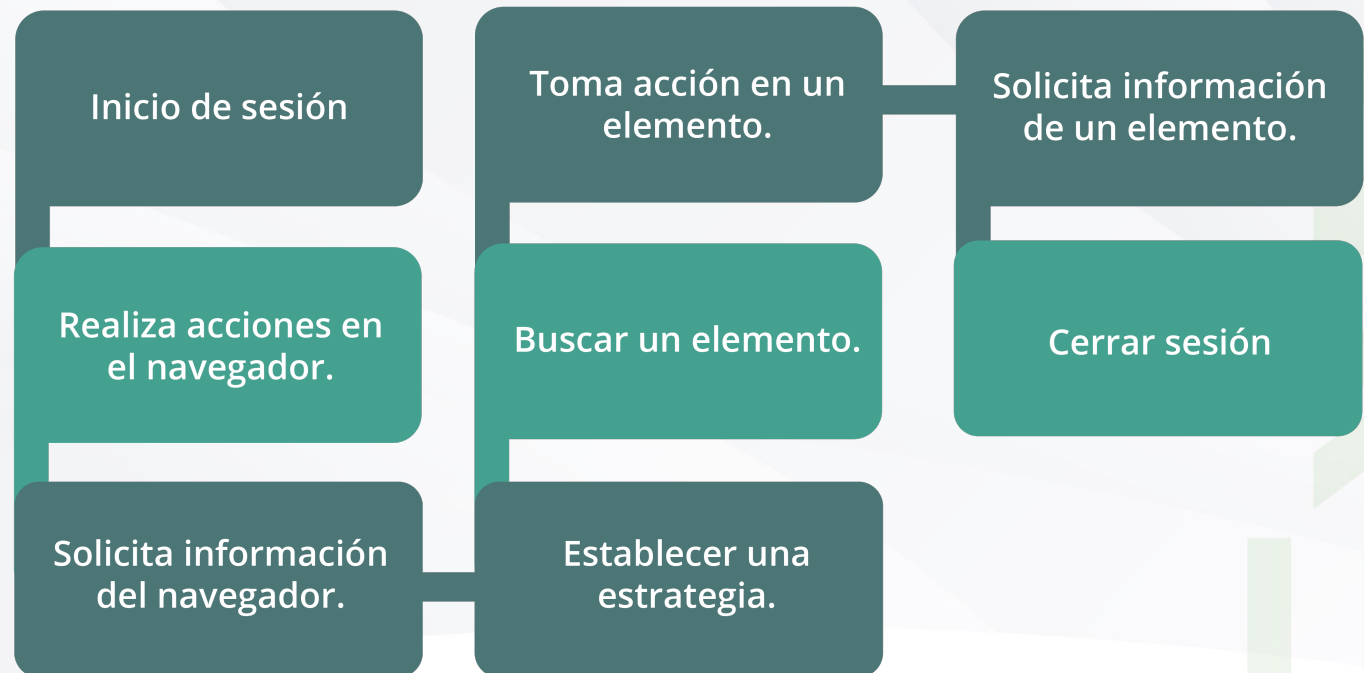 Inicio de sesión
Realiza acciones en
el navegador.
Solicita información
del navegador.
Establecer una
estrategia.
Buscar un elemento.
Toma acción en un
elemento.
Solicita información
de un elemento.
Cerrar sesión